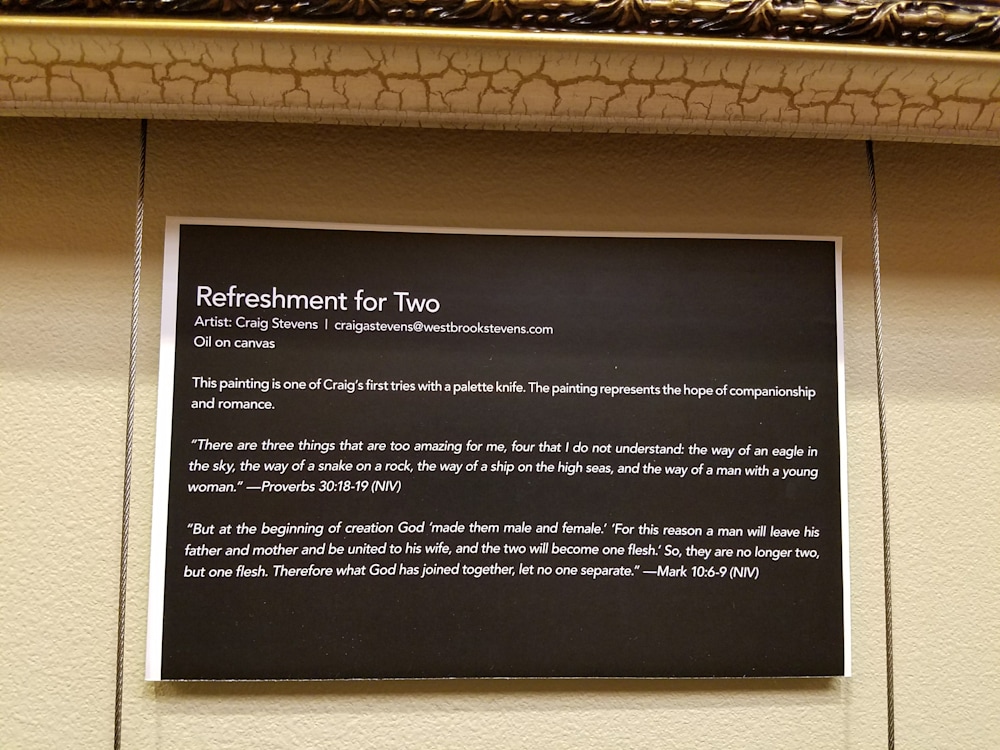 Refreshment for Two
Artist: Craig Stevens | craigastevens@westbrookstevens.com
Oil on canvas
This painting is one of Craig's first tries with a palette knife. The painting represents the hope of companionship
and romance.
“There are three things that are too amazing for me, four that I do not understand: the way of an eagle in
the sky, the way of a snake on a rock, the way of a ship on the high seas, and the way of a man with a young
woman.” —Proverbs 30:18-19 (NIV)
“But at the beginning of creation God ‘made them male and female.’ ‘For this reason a man will leave his
father and mother and be united to his wife, and the two will become one flesh.’ So, they are no longer two,
but one flesh. Therefore what God has joined together, let no one separate.” —Mark 10:6-9 (NIV)